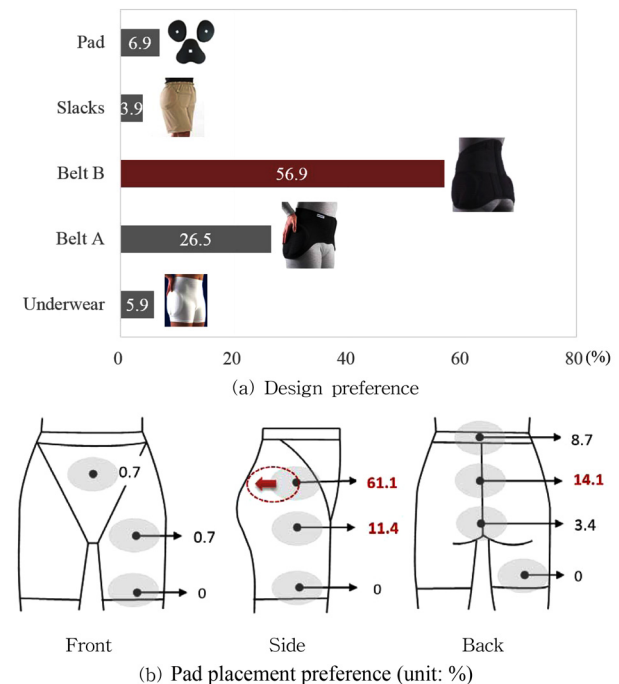 Pad 6.9
Slacks 3.9
Belt B 56.9
Belt A 26.5
Underwear 5.9
0 20 40 60 80 (%)
(a) Design preference
0.7
0.7
0
61.1
11.4
0
8.7
14.1
3.4
0
Front Side Back
(b) Pad placement preference (unit: %)